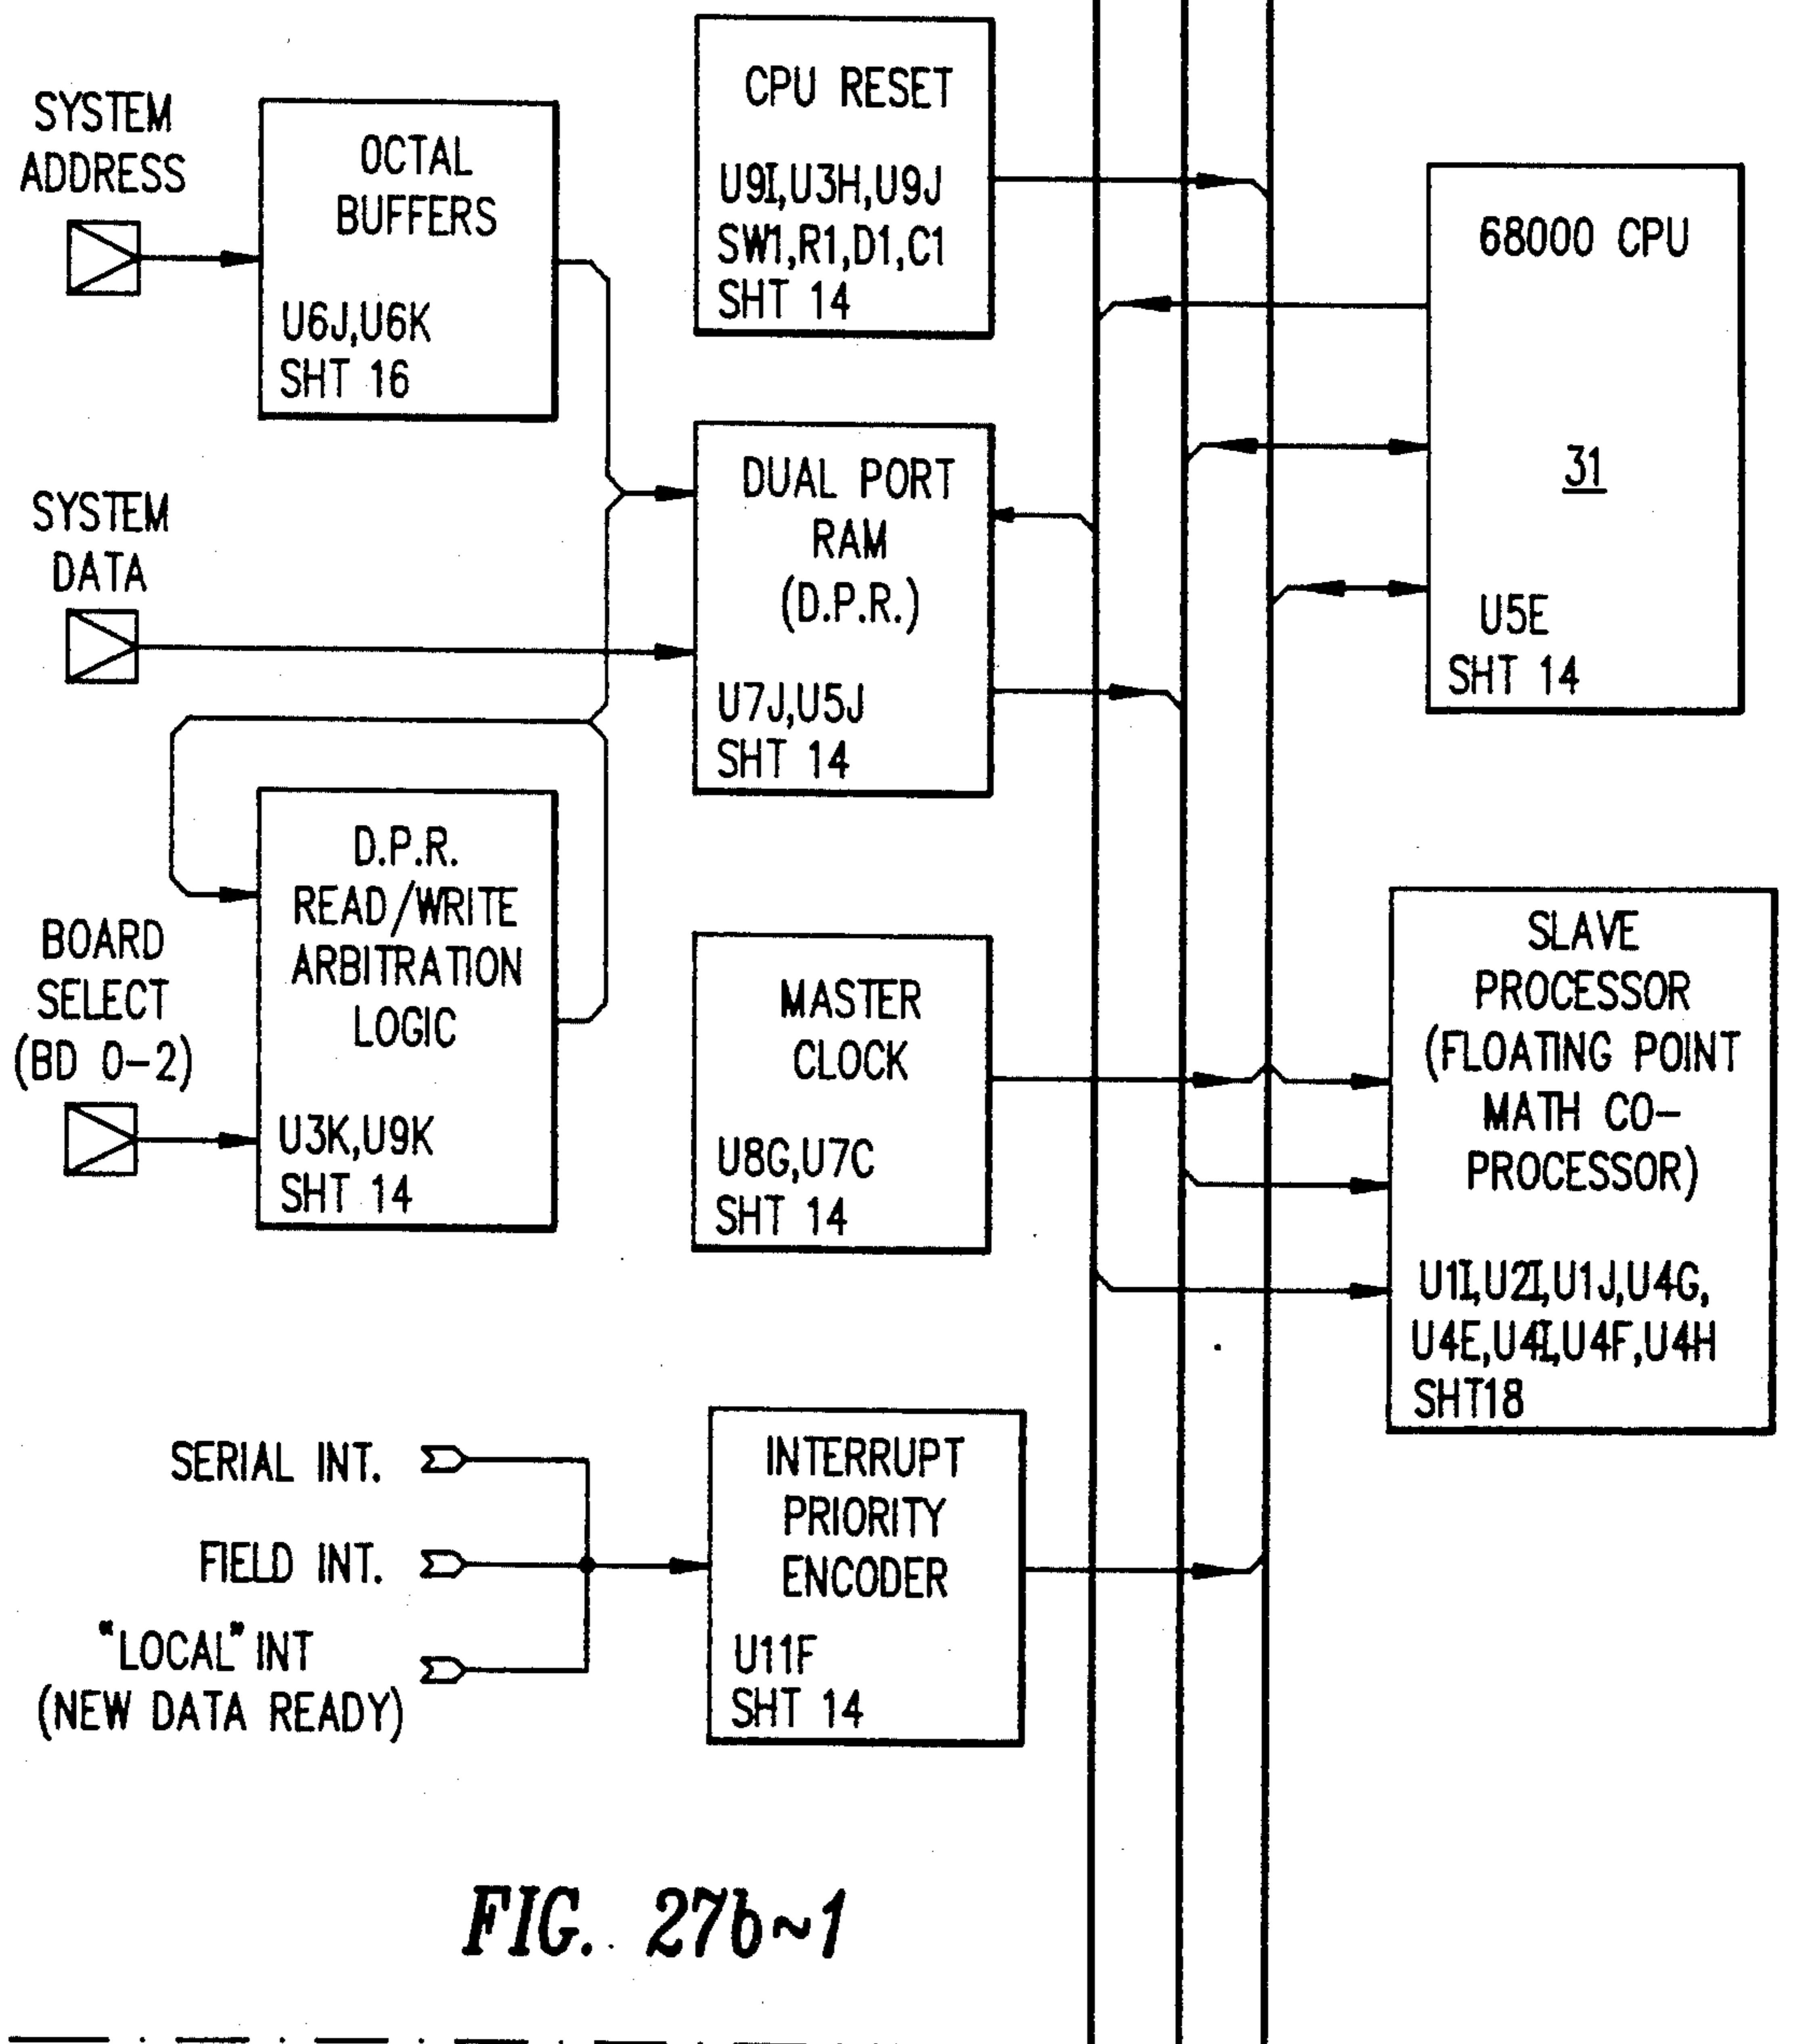 SYSTEM
ADDRESS
OCTAL
BUFFERS
U6J,U6K
SHT 16
CPU RESET
U9I,U3H,U9J
SW1,R1,D1,C1
SHT 14
68000 CPU
31
U5E
SHT 14
SYSTEM
DATA
DUAL PORT
RAM
(D.P.R.)
U7J,U5J
SHT 14
BOARD
SELECT
(BD 0-2)
D.P.R.
READ/WRITE
ARBITRATION
LOGIC
U3K,U9K
SHT 14
MASTER
CLOCK
U8G,U7C
SHT 14
SLAVE
PROCESSOR
(FLOATING POINT
MATH CO-
PROCESSOR)
U1I,U2I,U1J,U4G,
U4E,U4I,U4F,U4H
SHT18
SERIAL INT.
FIELD INT.
"LOCAL" INT
(NEW DATA READY)
INTERRUPT
PRIORITY
ENCODER
U11F
SHT 14
FIG. 27b~1